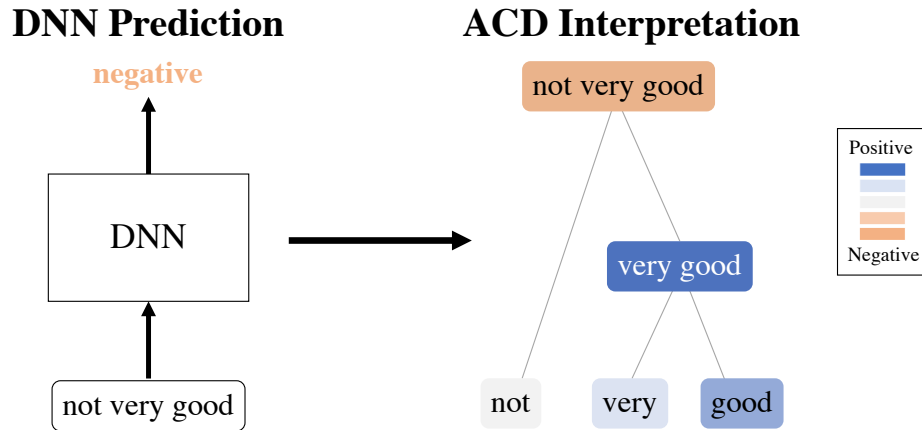 DNN Prediction
negative
DNN
not very good
ACD Interpretation
not very good
very good
not
very
good
Positive
Negative